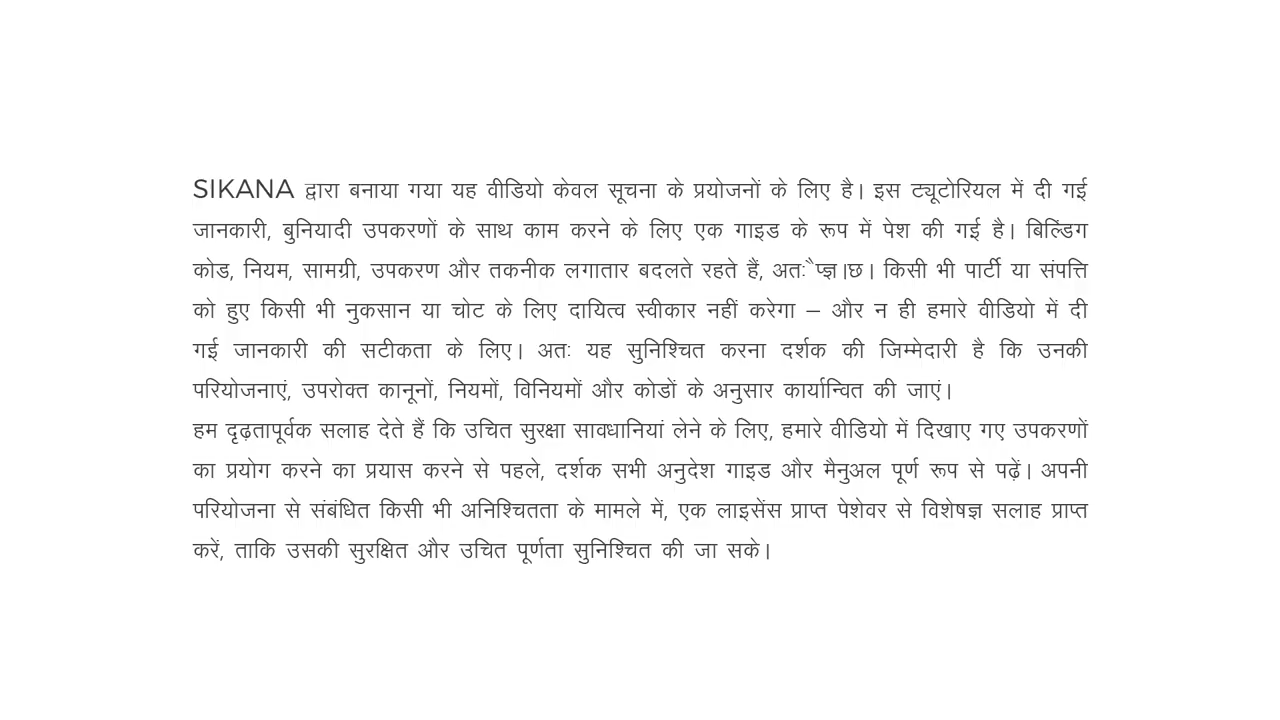 SIKANA द्वारा बनाया गया यह वीडियो केवल सूचना के प्रयोजनों के लिए है। इस ट्यूटोरियल में दी गई
जानकारी, बुनियादी उपकरणों के साथ काम करने के लिए एक गाइड के रूप में पेश की गई है। बिल्डिंग
कोड, नियम, सामग्री, उपकरण और तकनीक लगातार बदलते रहते हैं, अतः ैप्ज्ञ।छ। किसी भी पार्टी या संपत्ति
को हुए किसी भी नुकसान या चोट के लिए दायित्व स्वीकार नहीं करेगा – और न ही हमारे वीडियो में दी
गई जानकारी की सटीकता के लिए। अतः यह सुनिश्चित करना दर्शक की जिम्मेदारी है कि उनकी
परियोजनाएं, उपरोक्त कानूनों, नियमों, विनियमों और कोडों के अनुसार कार्यान्वित की जाएं।
हम दृढ़तापूर्वक सलाह देते हैं कि उचित सुरक्षा सावधानियां लेने के लिए, हमारे वीडियो में दिखाए गए उपकरणों
का प्रयोग करने का प्रयास करने से पहले, दर्शक सभी अनुदेश गाइड और मैनुअल पूर्ण रूप से पढ़ें। अपनी
परियोजना से संबंधित किसी भी अनिश्चितता के मामले में, एक लाइसेंस प्राप्त पेशेवर से विशेषज्ञ सलाह प्राप्त
करें, ताकि उसकी सुरक्षित और उचित पूर्णता सुनिश्चित की जा सके।